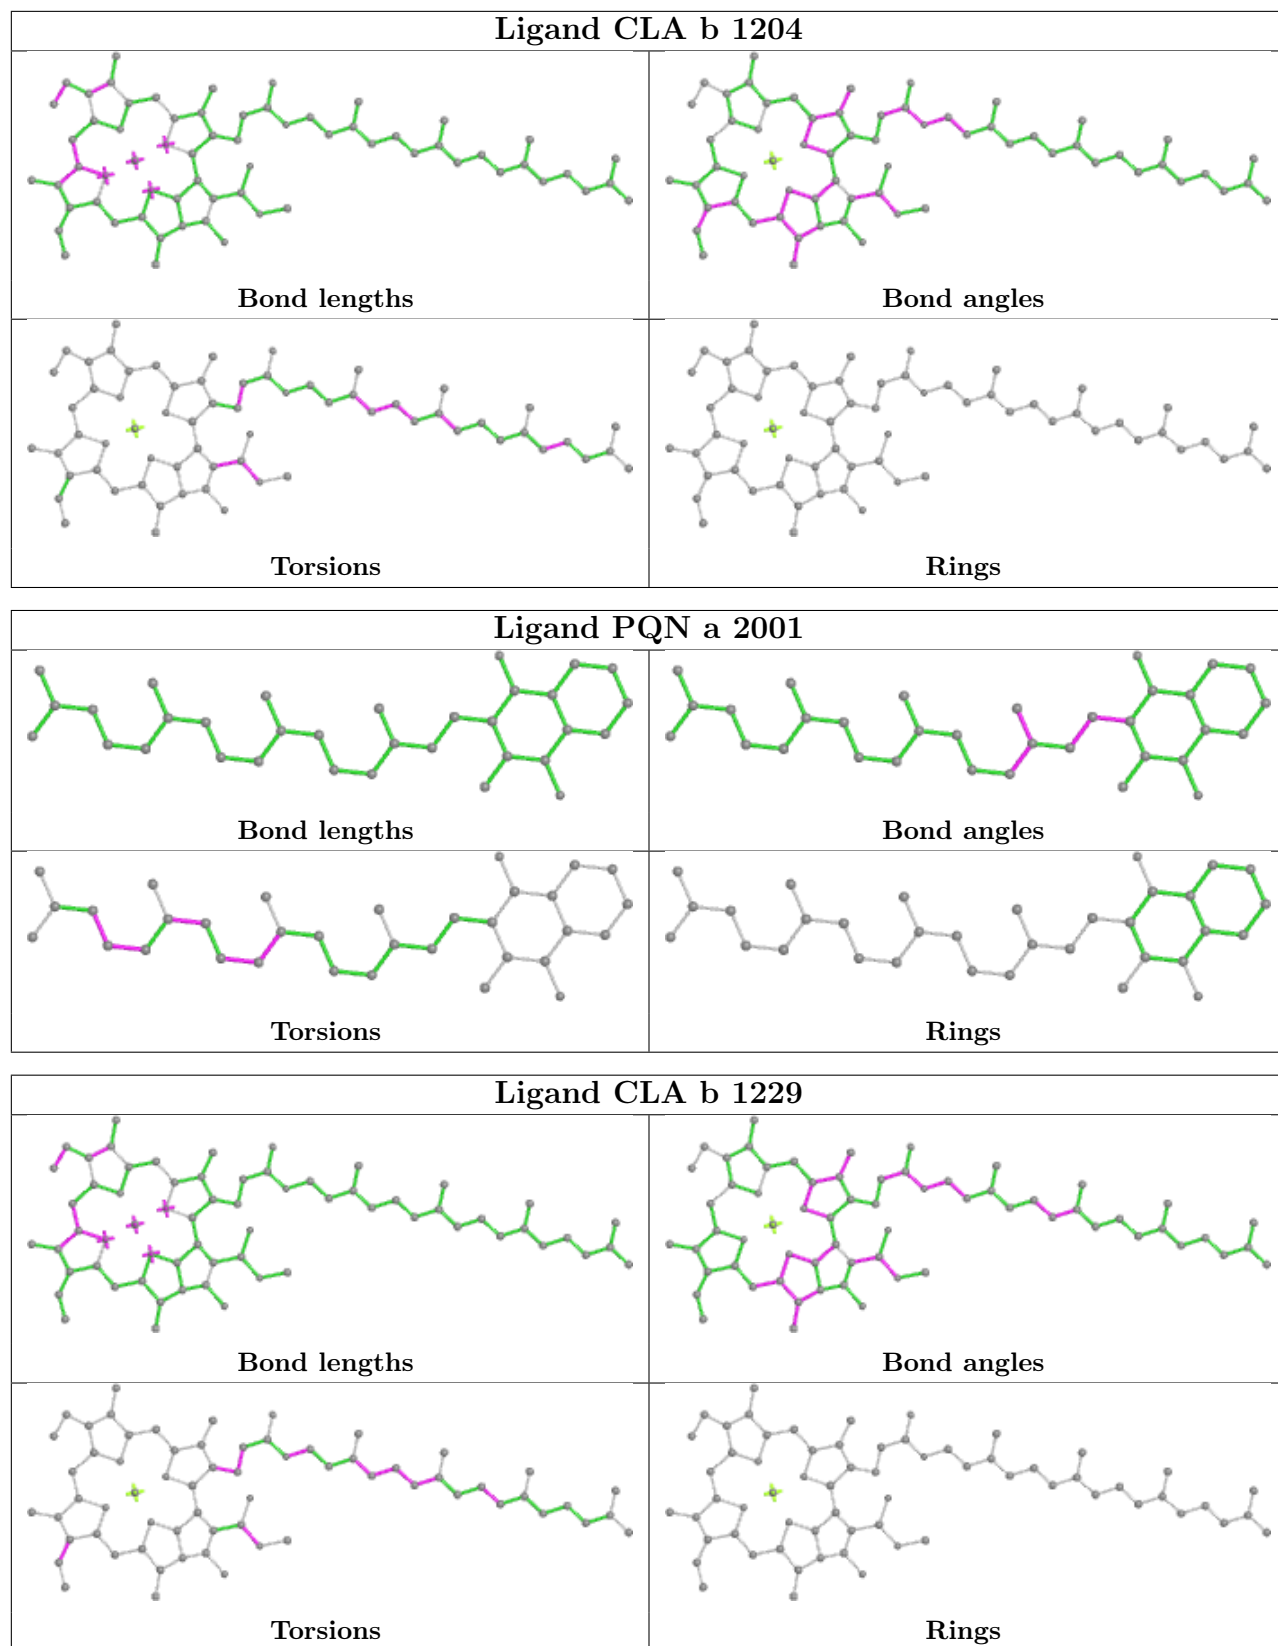 Ligand CLA b 1204
Bond lengths
Bond angles
Torsions
Rings
Ligand PQN a 2001
Bond lengths
Bond angles
Torsions
Rings
Ligand CLA b 1229
Bond lengths
Bond angles
Torsions
Rings